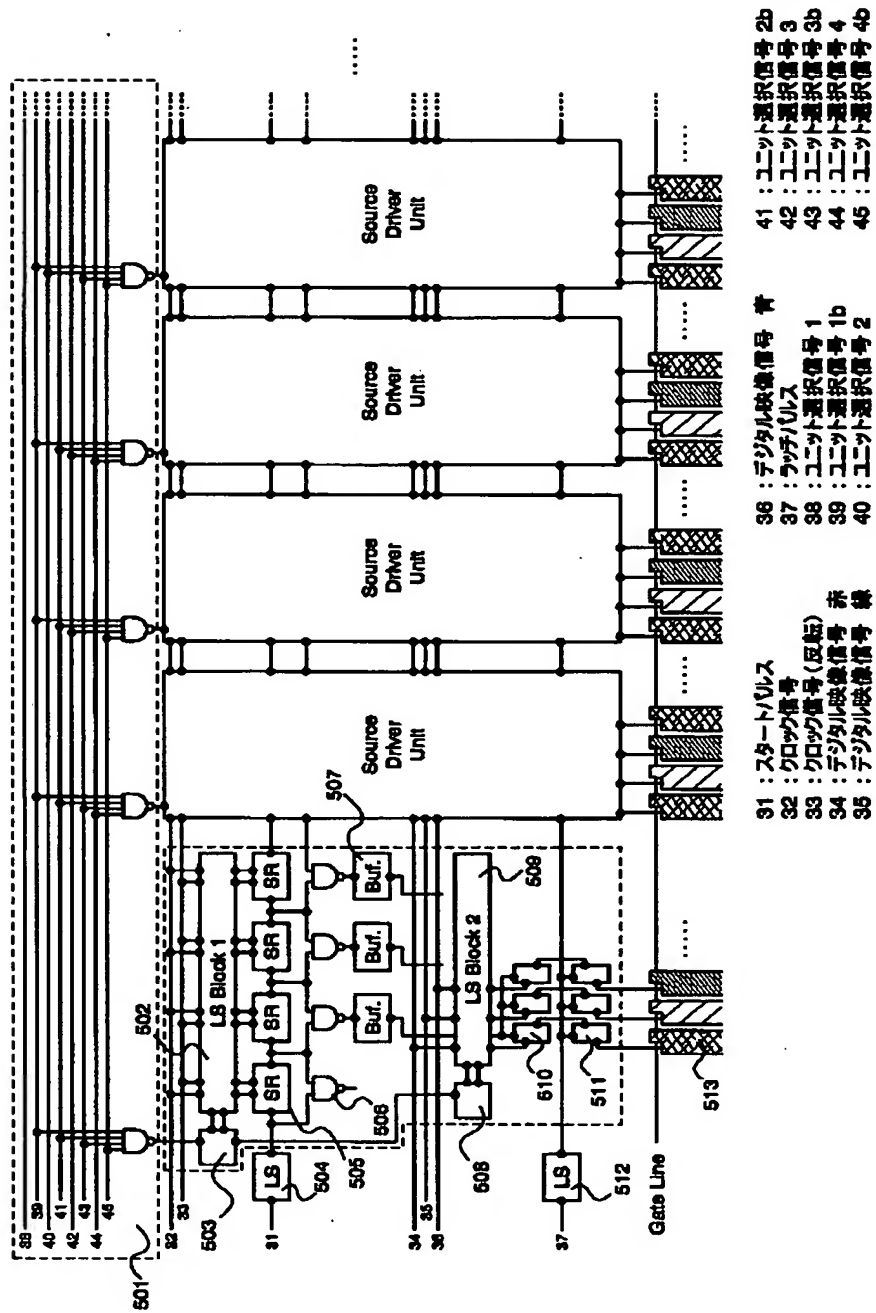 38
39
40
41
42
43
44
45
501
32
33
502
503
LS Block 1
SR
SR
SR
SR
31
LS
504
505
506
507
Buf.
Buf.
Buf.
34
35
36
LS Block 2
508
509
510
511
37
LS
512
Gate Line
513
Source
Driver
Unit
Source
Driver
Unit
Source
Driver
Unit
Source
Driver
Unit
31 : スタートパルス
32 : クロック信号
33 : クロック信号(反転)
34 : デジタル映像信号 赤
35 : デジタル映像信号 緑
36 : デジタル映像信号 青
37 : ラッチパルス
38 : ユニット選択信号 1
39 : ユニット選択信号 1b
40 : ユニット選択信号 2
41 : ユニット選択信号 2b
42 : ユニット選択信号 3
43 : ユニット選択信号 3b
44 : ユニット選択信号 4
45 : ユニット選択信号 4b